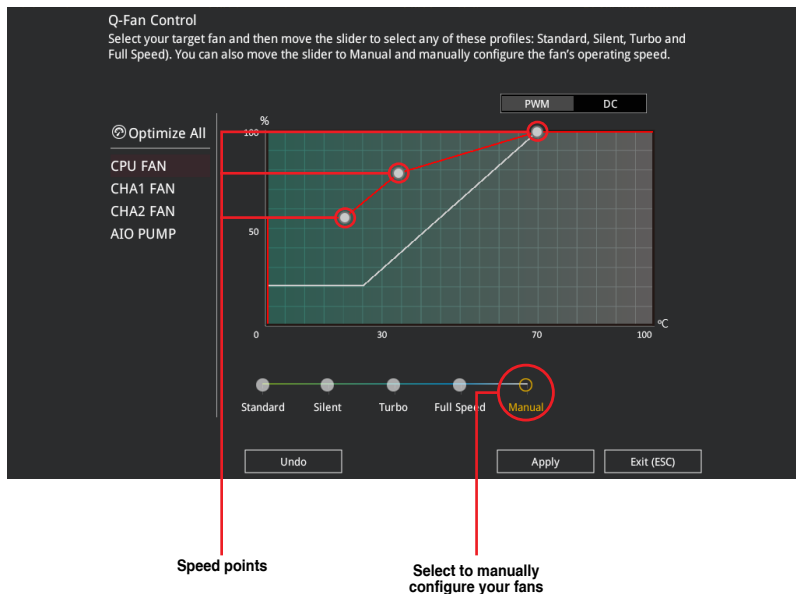 Q-Fan Control
Select your target fan and then move the slider to select any of these profiles: Standard, Silent, Turbo and
Full Speed). You can also move the slider to Manual and manually configure the fan's operating speed.
PWM DC
%
Optimize All
100
CPU FAN
CHA1 FAN
CHA2 FAN
AIO PUMP
50
ºC
0 30 70 100
Standard Silent Turbo Full Speed Manual
Undo Apply Exit (ESC)
Speed points
Select to manually
configure your fans